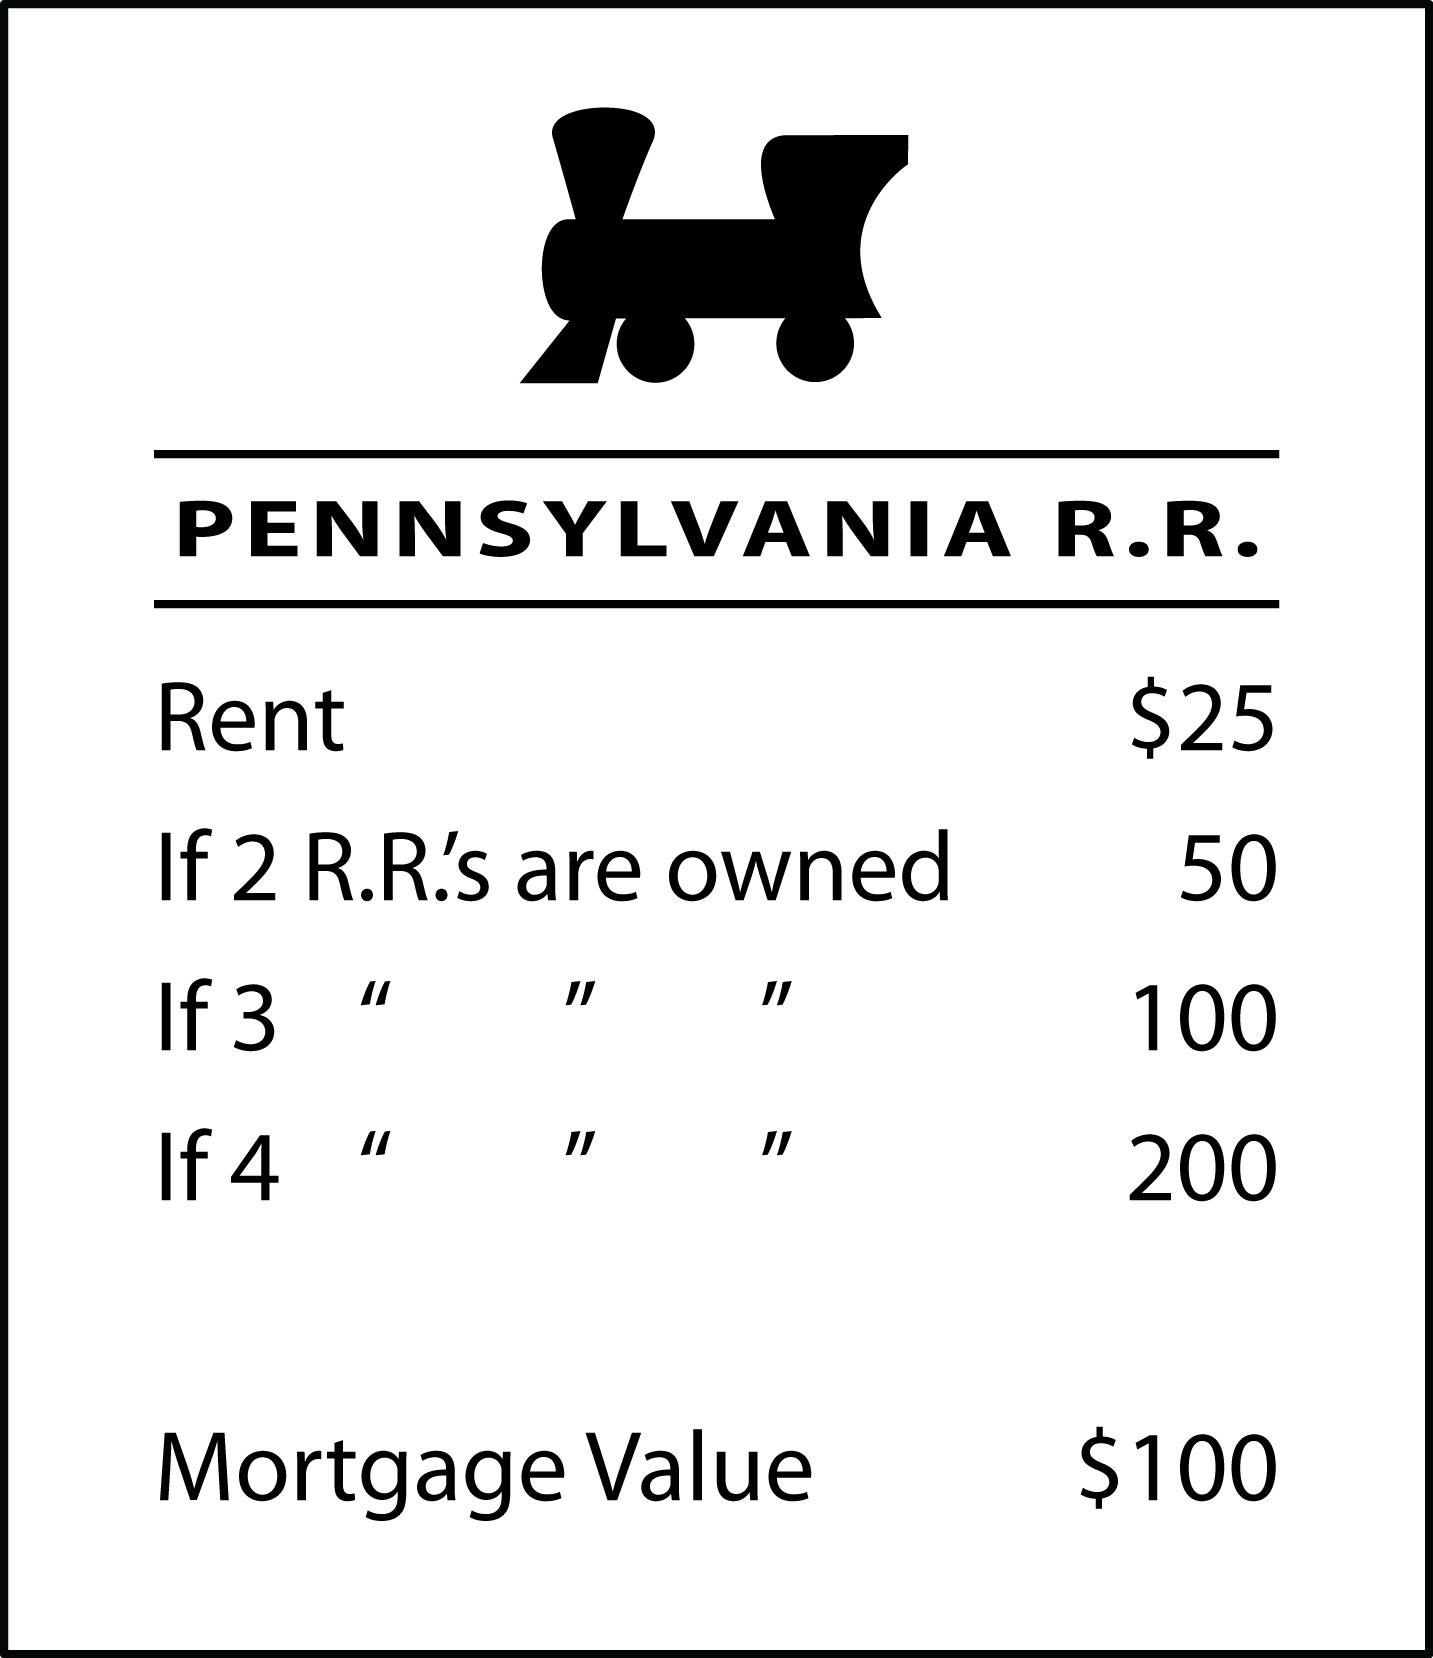 PENNSYLVANIA R.R.
Rent $25
If 2 R.R.’s are owned 50
If 3 “ ” ” 100
If 4 “ ” ” 200
Mortgage Value $100